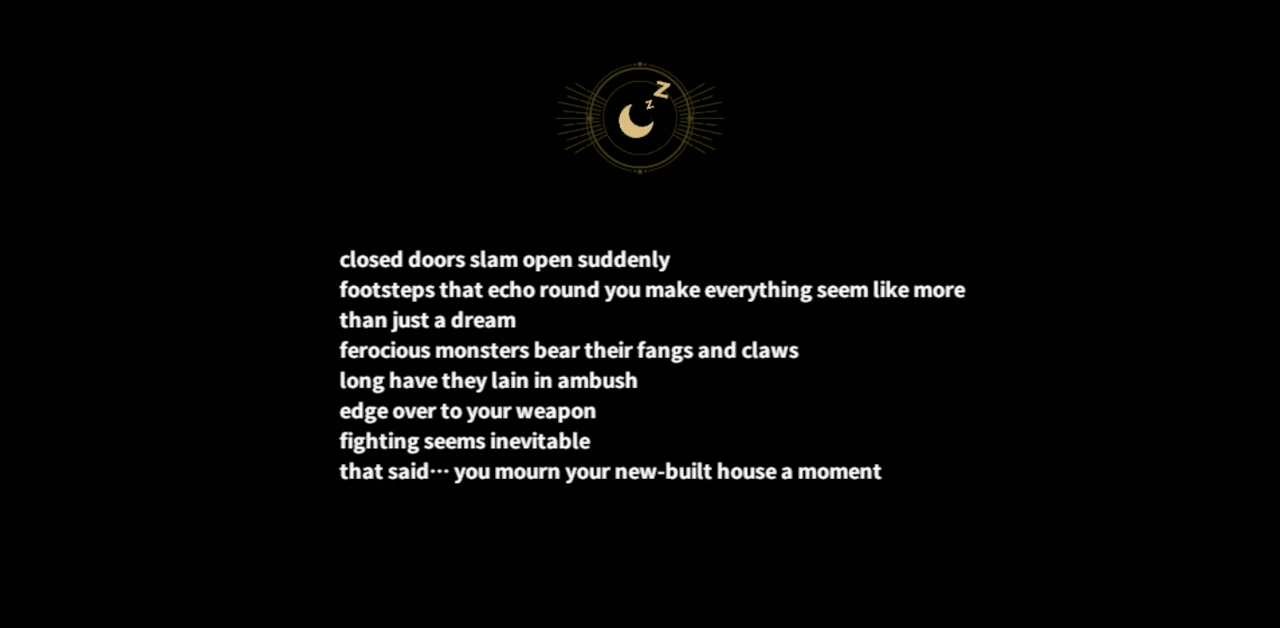 z
z
closed doors slam open suddenly
footsteps that echo round you make everything seem like more
than just a dream
ferocious monsters bear their fangs and claws
long have they lain in ambush
edge over to your weapon
fighting seems inevitable
that said··· you mourn your new-built house a moment